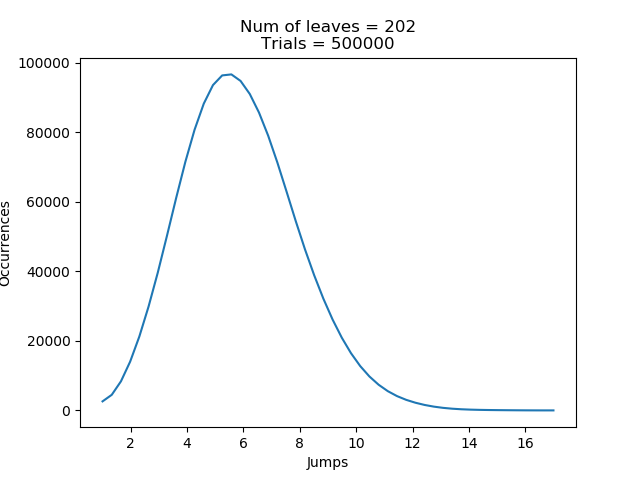 Num of leaves = 202
Trials = 500000
100000
80000
60000
40000
20000
0
Occurrences
2 4 6 8 10 12 14 16
Jumps